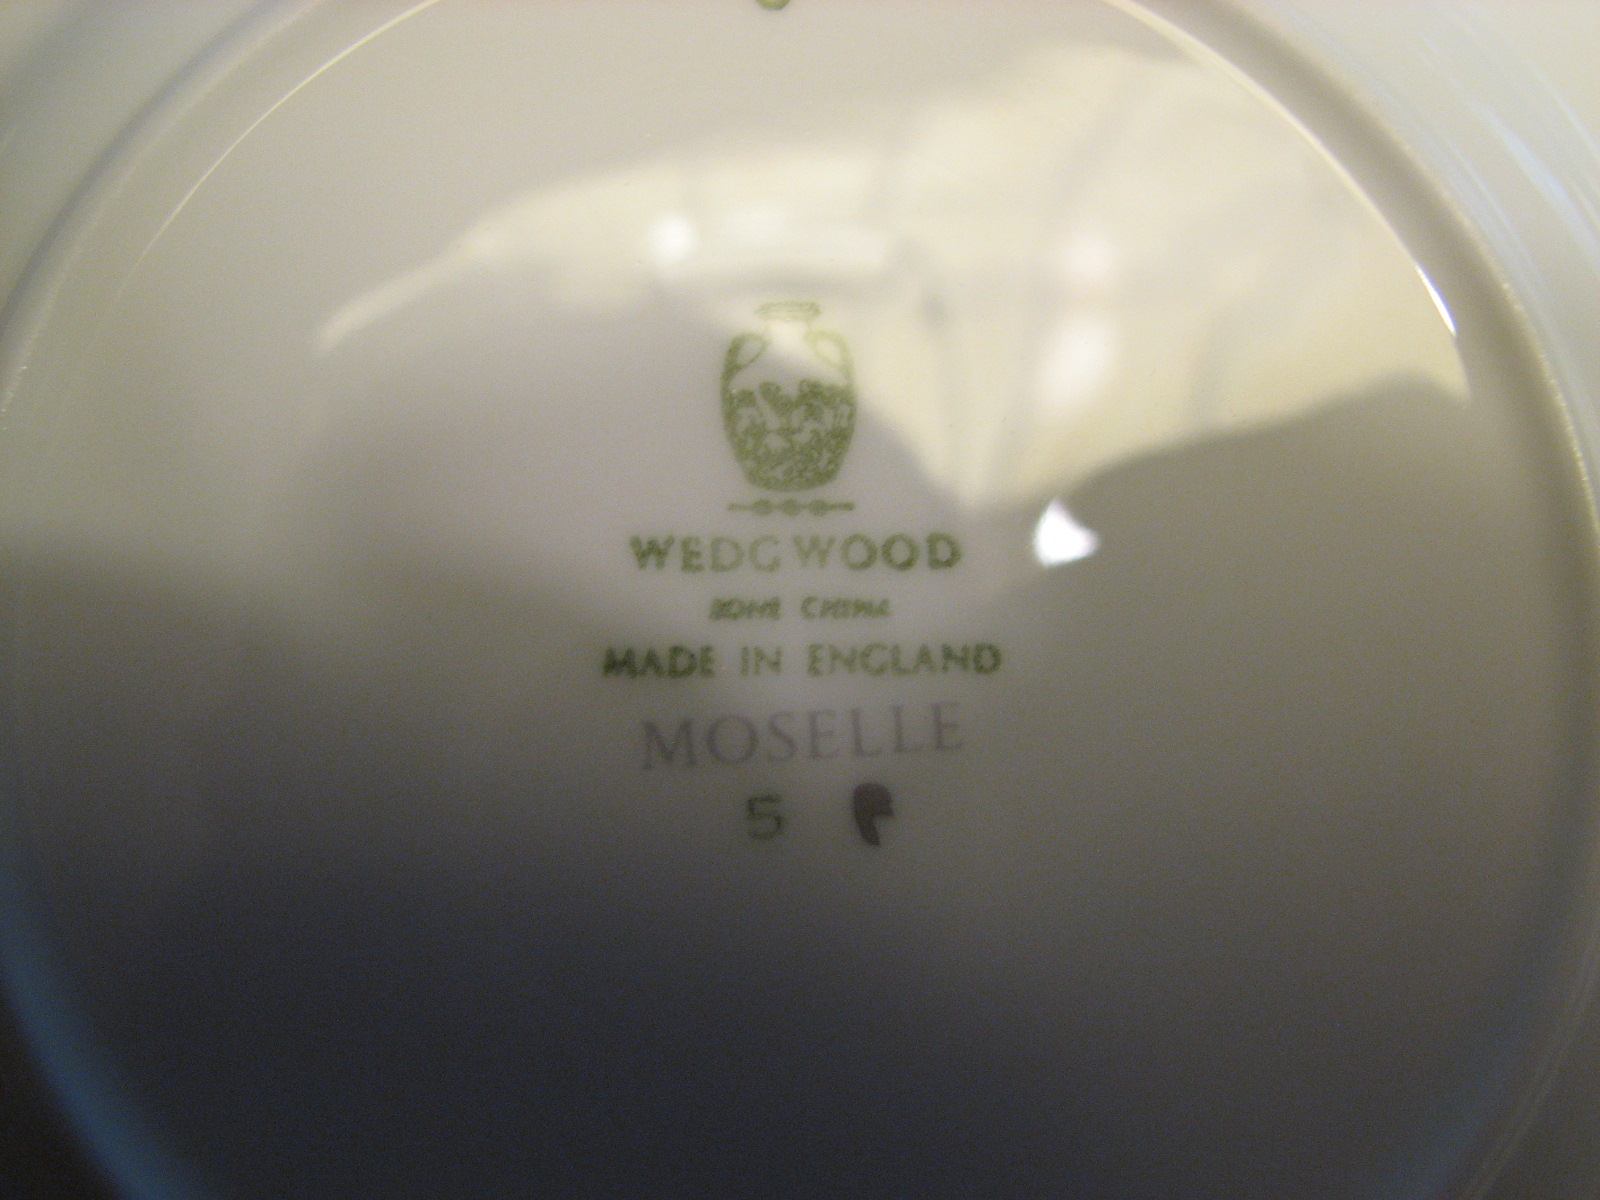 WEDGWOOD
BONE CHINA
MADE IN ENGLAND
MOSELLE
5